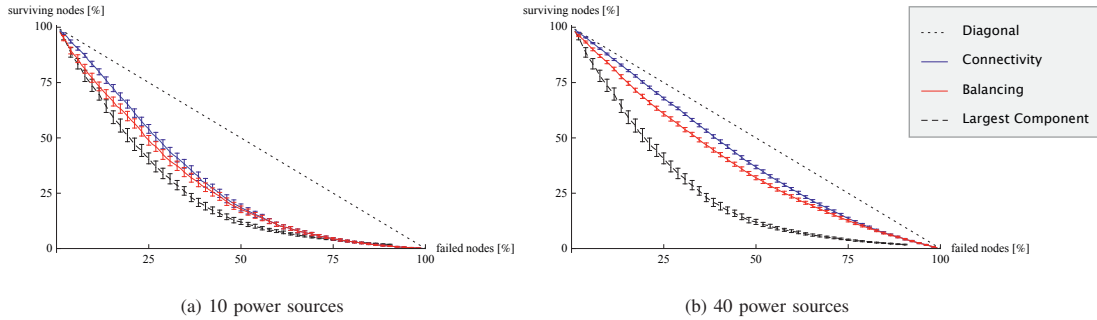 surviving nodes [%]
100
75
50
25
0
25
50
75
100
failed nodes [%]
(a) 10 power sources
surviving nodes [%]
100
75
50
25
0
25
50
75
100
failed nodes [%]
(b) 40 power sources
Diagonal
Connectivity
Balancing
Largest Component